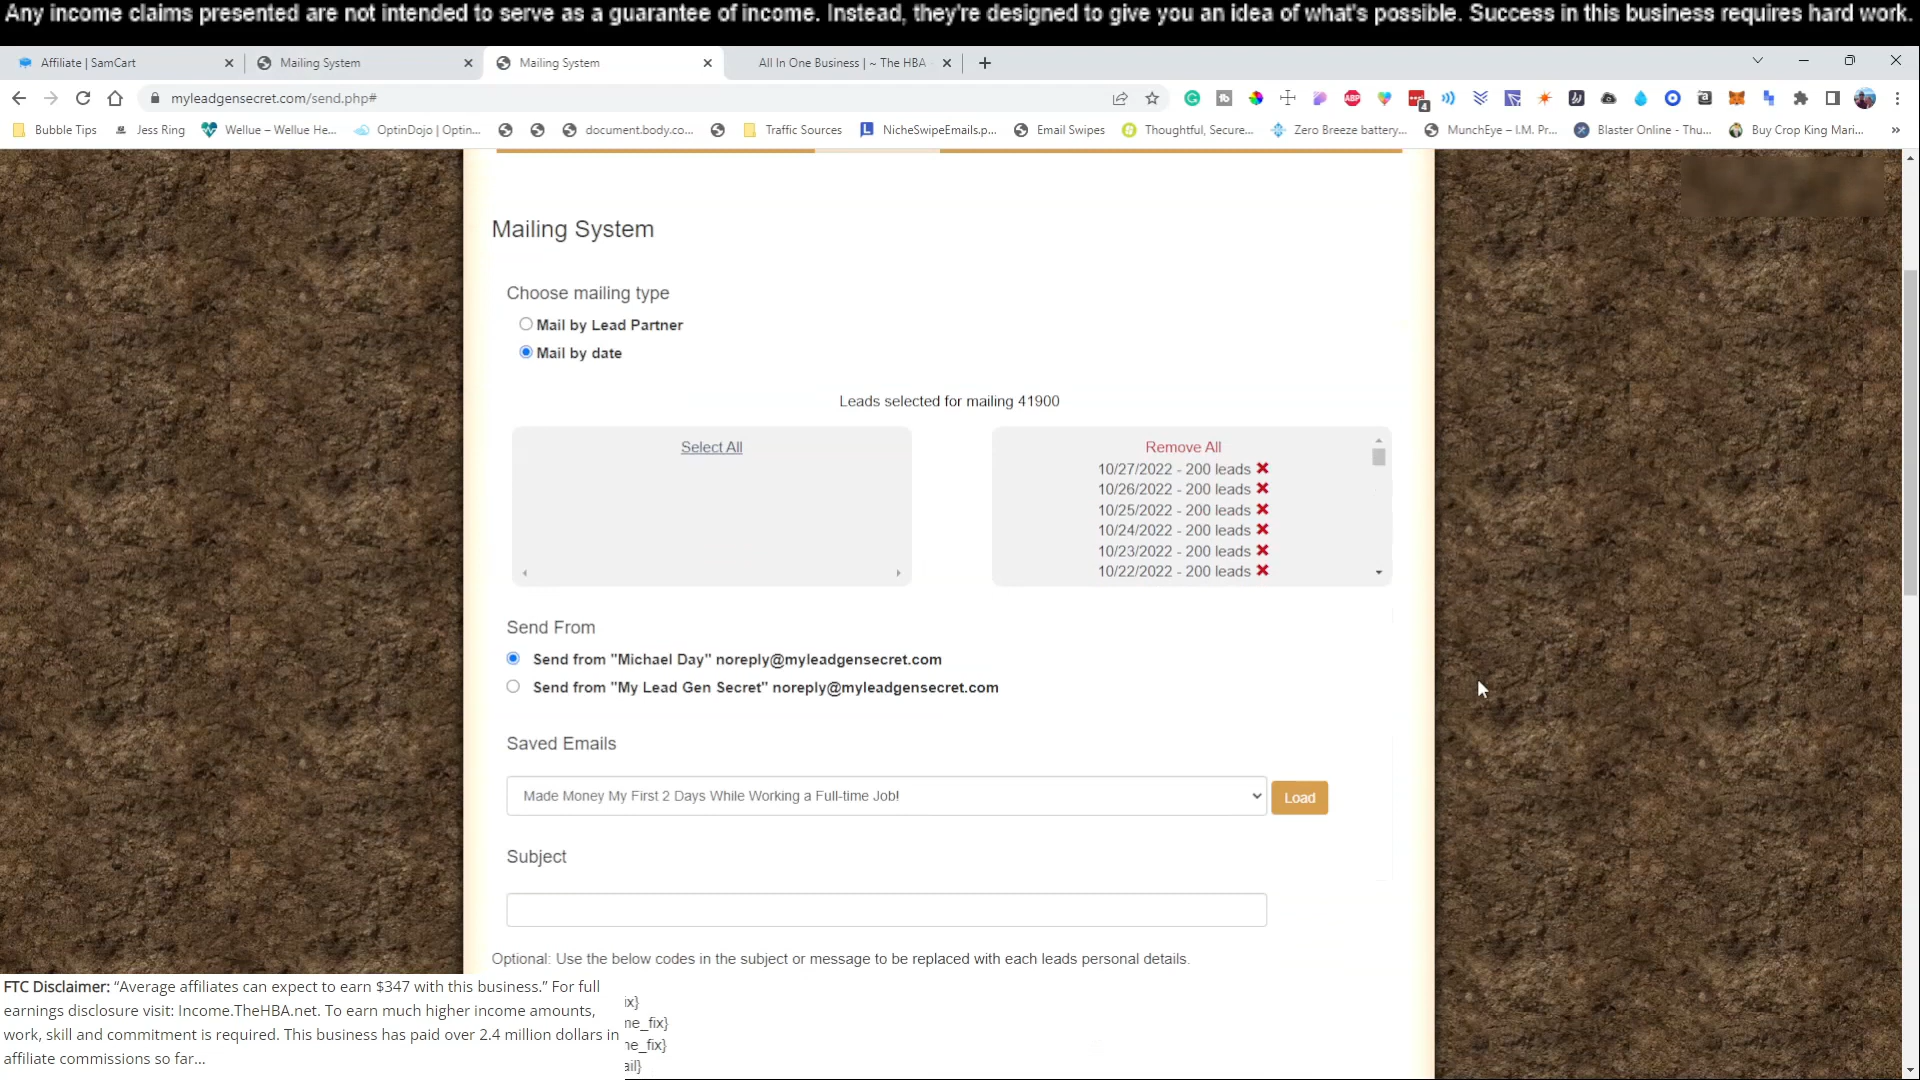 Any income claims presented are not intended to serve as a guarantee of income. Instead, they're designed to give you an idea of what's possible. Success in this business requires hard work.
Affiliate | SamCart
Mailing System
Mailing System
All In One Business | ~ The HBA
myleadgensecret.com/send.php#
4
Bubble Tips
Jess Ring
Wellue – Wellue He...
OptinDojo | Optin...
document.body.co...
Traffic Sources
NicheSwipeEmails.p...
Email Swipes
Thoughtful, Secure...
Zero Breeze battery...
MunchEye – I.M. Pr...
Blaster Online - Thu...
Buy Crop King Mari...
Mailing System
Choose mailing type
Mail by Lead Partner
Mail by date
Leads selected for mailing 41900
Select All
Remove All
10/27/2022 - 200 leads
10/26/2022 - 200 leads
10/25/2022 - 200 leads
10/24/2022 - 200 leads
10/23/2022 - 200 leads
10/22/2022 - 200 leads
Send From
Send from "Michael Day" noreply@myleadgensecret.com
Send from "My Lead Gen Secret" noreply@myleadgensecret.com
Saved Emails
Made Money My First 2 Days While Working a Full-time Job!
Load
Subject
Optional: Use the below codes in the subject or message to be replaced with each leads personal details.
ix}
me_fix}
ne_fix}
ail}
FTC Disclaimer: “Average affiliates can expect to earn $347 with this business.” For full
earnings disclosure visit: Income.TheHBA.net. To earn much higher income amounts,
work, skill and commitment is required. This business has paid over 2.4 million dollars in
affiliate commissions so far...